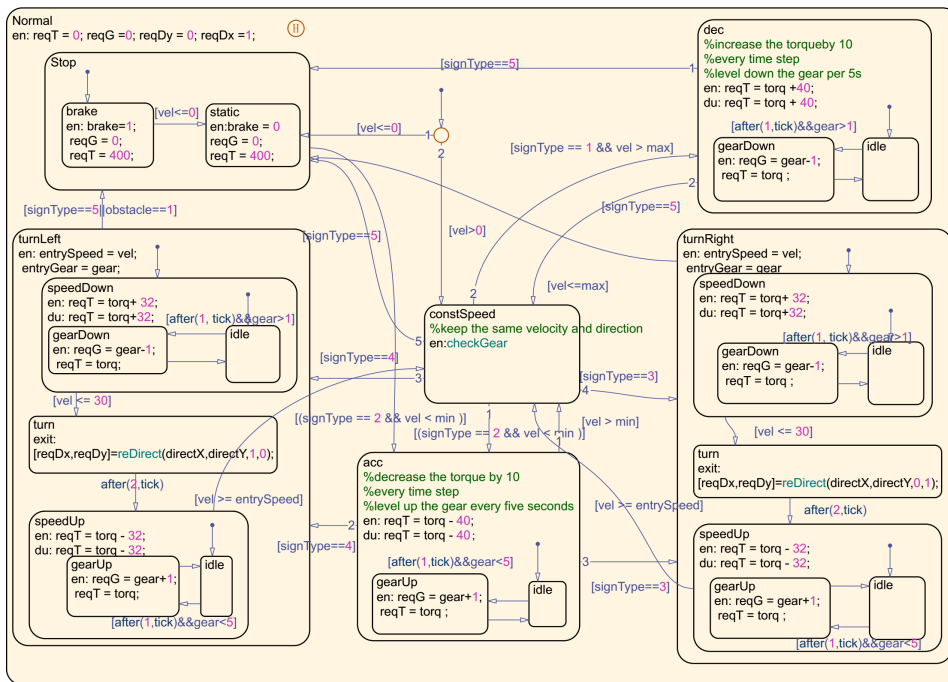 Normal
en: reqT = 0; reqG =0; reqDy = 0; reqDx =1;
Stop
brake
en: brake=1;
reqG = 0;
reqT = 400;
[vel<=0]
static
en:brake = 0
reqG = 0;
reqT = 400;
[signType==5]
1
[vel<=0]
1
2
[vel>0]
dec
%increase the torqueby 10
%every time step
%level down the gear per 5s
en: reqT = torq +40;
du: reqT = torq + 40;
[after(1,tick)&&gear>1]
gearDown
en: reqG = gear-1;
reqT = torq ;
idle
[signType == 1 && vel > max]
2
[signType==5]
[signType==5||obstacle==1]
[signType==5]
turnLeft
en: entrySpeed = vel;
entryGear = gear;
speedDown
en: reqT = torq+ 32;
du: reqT = torq+32;
[after(1, tick)&&gear>1]
gearDown
en: reqG = gear-1;
reqT = torq;
idle
[vel <= 30]
turn
exit:
[reqDx,reqDy]=reDirect(directX,directY,1,0);
after(2,tick)
speedUp
en: reqT = torq - 32;
du: reqT = torq - 32;
gearUp
en: reqG = gear+1;
reqT = torq;
idle
[after(1,tick)&&gear<5]
[vel >= entrySpeed]
[vel<=max]
2
constSpeed
%keep the same velocity and direction
en:checkGear
5
3
4
1
[signType==4]
[signType==3]
[(signType == 2 && vel < min )]
[(signType == 2 && vel < min )]
[vel > min]
1
acc
%decrease the torque by 10
%every time step
%level up the gear every five seconds
en: reqT = torq - 40;
du: reqT = torq - 40;
[after(1,tick)&&gear<5]
gearUp
en: reqG = gear+1;
reqT = torq ;
idle
2
[signType==4]
3
[signType==3]
[vel >= entrySpeed]
turnRight
en: entrySpeed = vel;
entryGear = gear
speedDown
en: reqT = torq+ 32;
du: reqT = torq+32;
[after(1, tick)&&gear>1]
gearDown
en: reqG = gear-1;
reqT = torq ;
idle
[vel <= 30]
turn
exit:
[reqDx,reqDy]=reDirect(directX,directY,0,1);
after(2,tick)
speedUp
en: reqT = torq - 32;
du: reqT = torq - 32;
gearUp
en: reqG = gear+1;
reqT = torq ;
idle
[after(1,tick)&&gear<5]